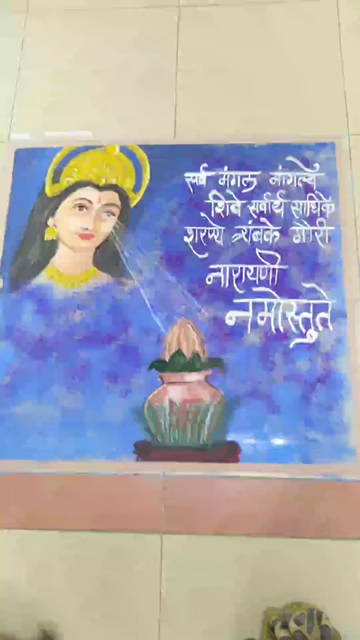 सर्व मंगल मांगल्ये
शिवे सर्वार्थ साधिके
शरण्ये त्र्यंबके गौरी
नारायणी
नमोस्तुते